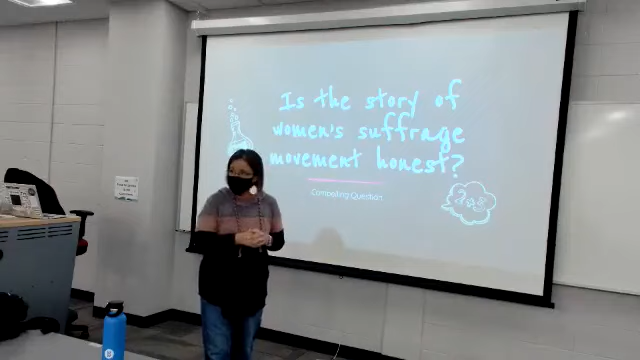 Is the story of
women's suffrage
movement honest?
Compelling Question